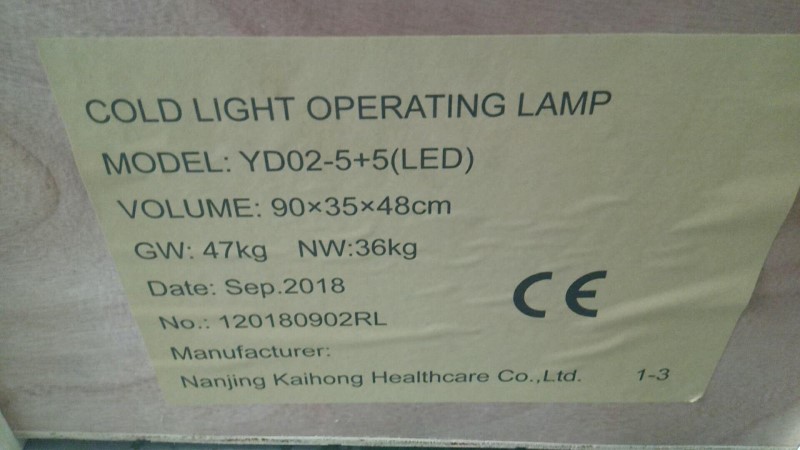 COLD LIGHT OPERATING LAMP
MODEL: YD02-5+5(LED)
VOLUME: 90×35×48cm
GW: 47kg NW:36kg
Date: Sep.2018
CE
No.: 120180902RL
Manufacturer:
Nanjing Kaihong Healthcare Co.,Ltd. 1-3